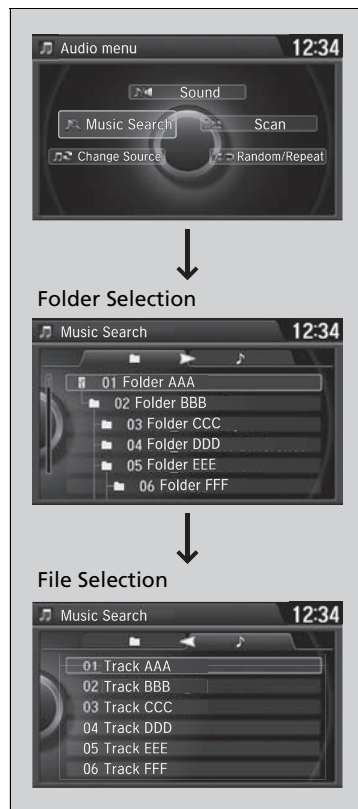 Audio menu 12:34
Sound
Music Search Scan
Change Source Random/Repeat
Folder Selection
Music Search 12:34
01 Folder AAA
02 Folder BBB
03 Folder CCC
04 Folder DDD
05 Folder EEE
06 Folder FFF
File Selection
Music Search 12:34
01 Track AAA
02 Track BBB
03 Track CCC
04 Track DDD
05 Track EEE
06 Track FFF